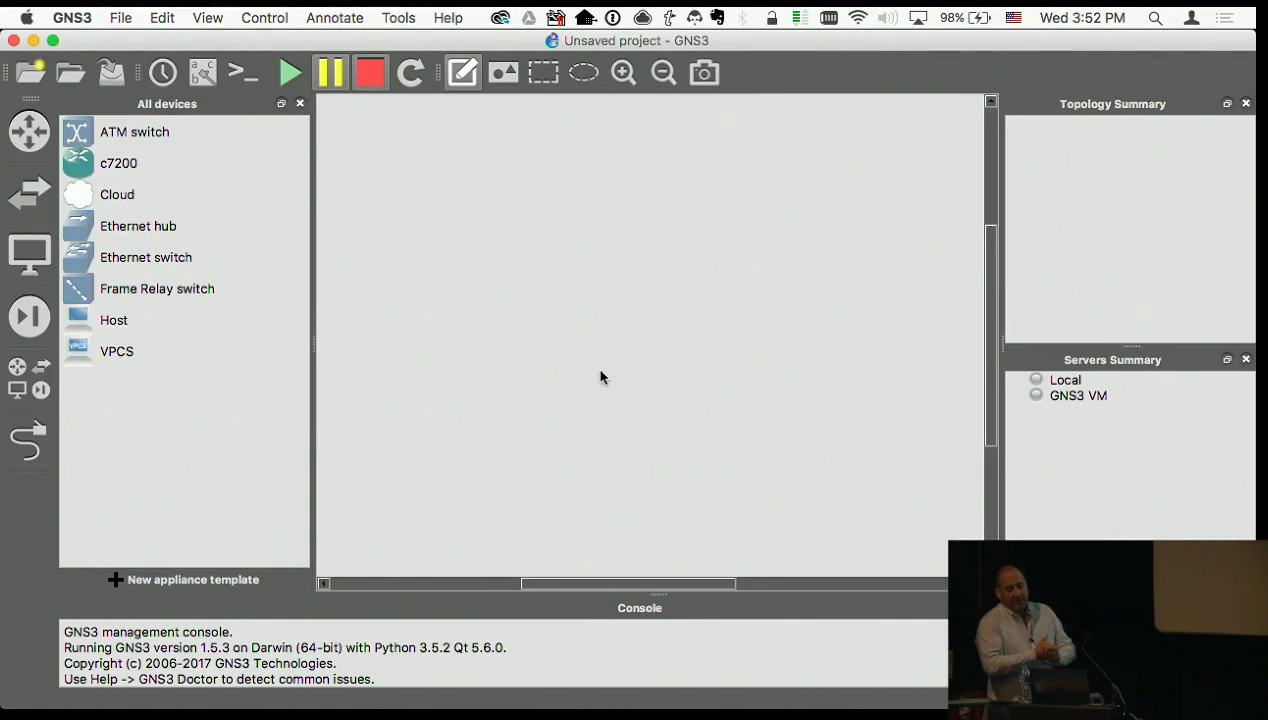 GNS3 File Edit View Control Annotate Tools Help 98% Wed 3:52 PM
Unsaved project - GNS3
a c
All devices
Topology Summary
ATM switch
c7200
Cloud
Ethernet hub
Ethernet switch
Frame Relay switch
Host
VPCS
VPCS
Servers Summary
Local
GNS3 VM
New appliance template
Console
GNS3 management console.
Running GNS3 version 1.5.3 on Darwin (64-bit) with Python 3.5.2 Qt 5.6.0.
Copyright (c) 2006-2017 GNS3 Technologies.
Use Help -> GNS3 Doctor to detect common issues.